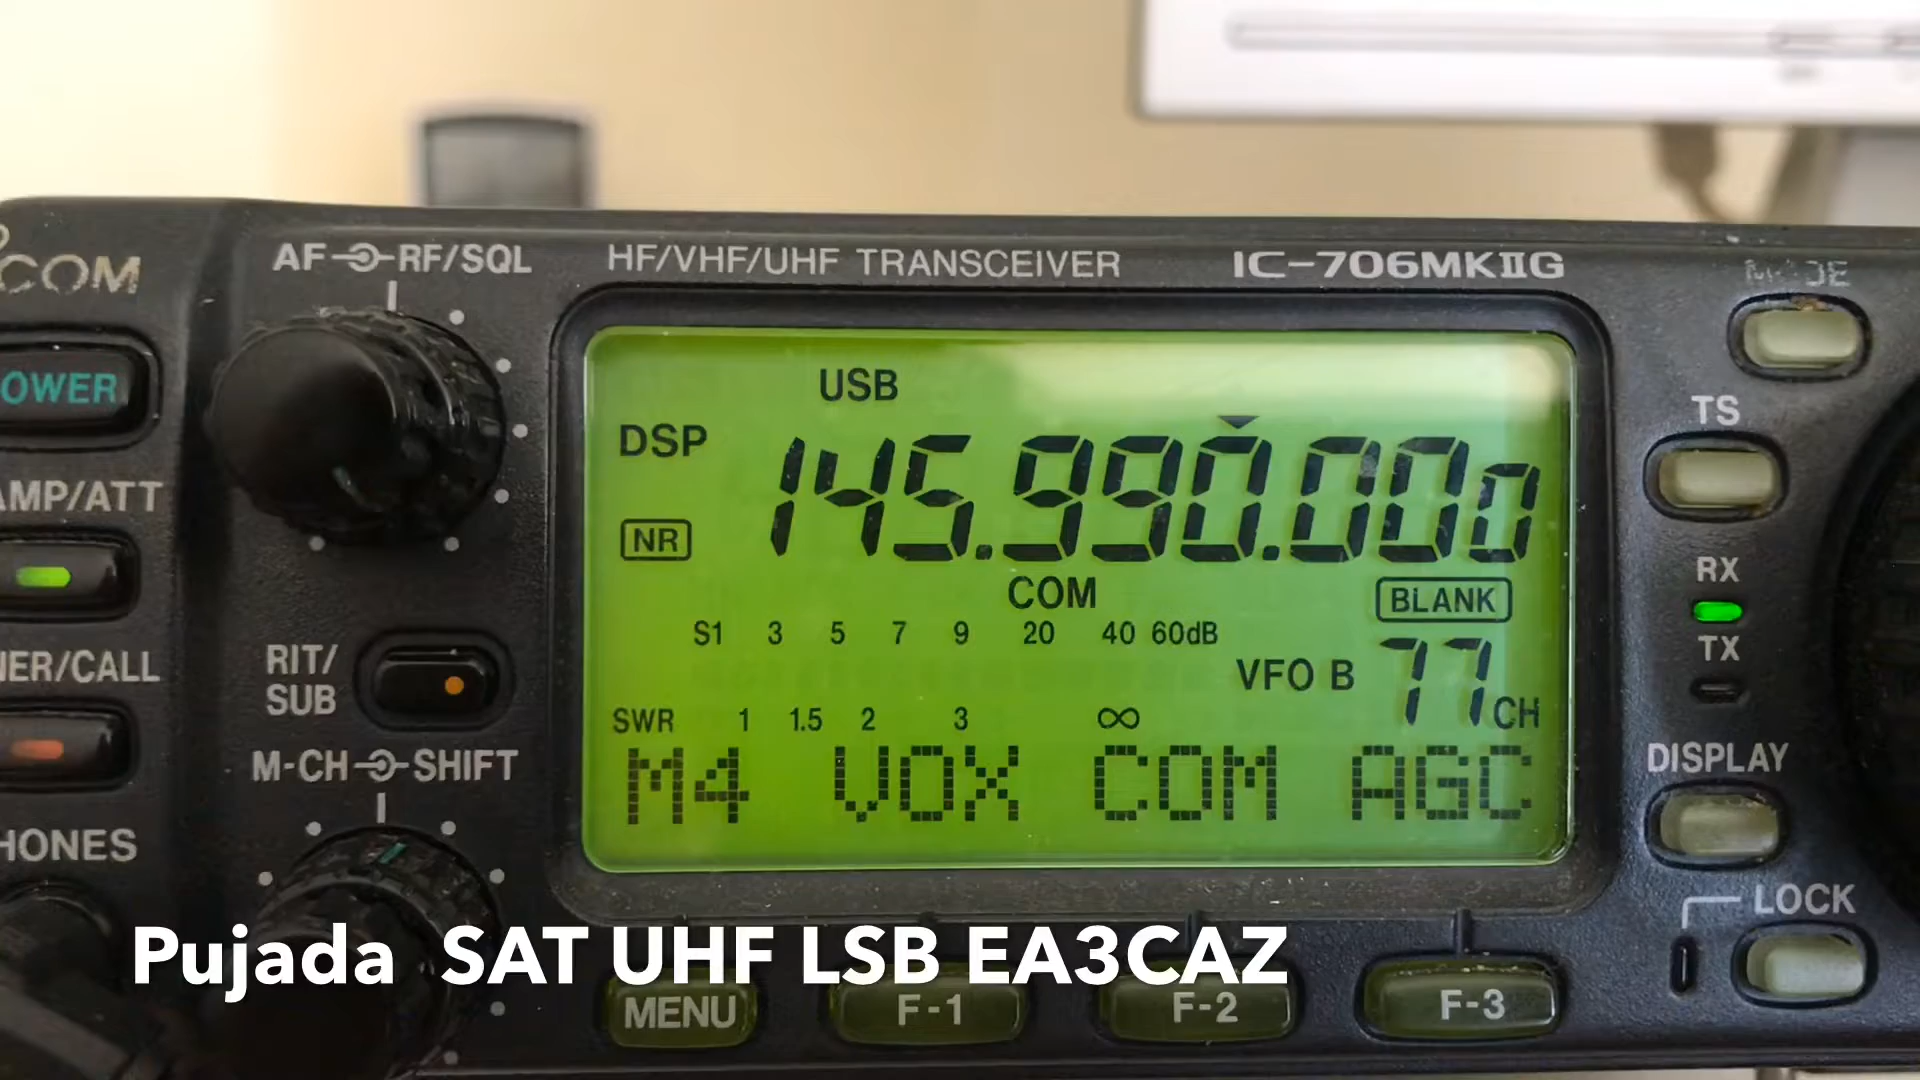 COM
AF RF/SQL
HF/VHF/UHF TRANSCEIVER
IC-706MKIIG
OWER
AMP/ATT
NER/CALL
RIT/
SUB
M-CH SHIFT
HONES
USB
DSP
145.990.000
NR
COM
BLANK
S1 3 5 7 9 20 40 60dB
VFO B 77CH
SWR 1 1.5 2 3 ∞
M4 VOX COM AGC
TS
RX
TX
DISPLAY
LOCK
Pujada SAT UHF LSB EA3CAZ
MENU F-1 F-2 F-3